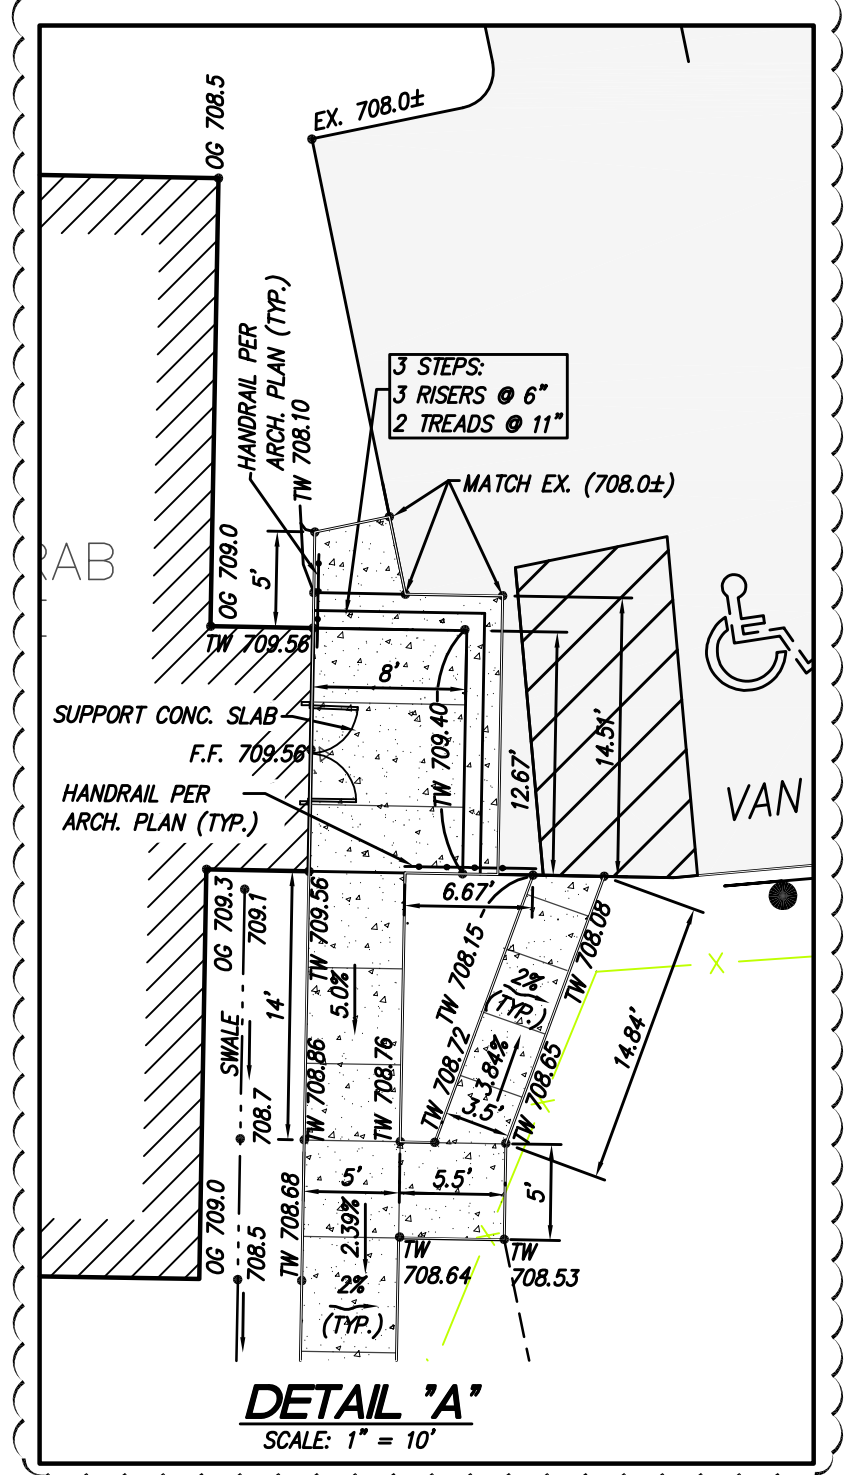 OG 708.5
EX. 708.0±
HANDRAIL PER
ARCH. PLAN (TYP.)
TW 708.10
3 STEPS:
3 RISERS @ 6"
2 TREADS @ 11"
MATCH EX. (708.0±)
RAB
OG 709.0
5'
TW 709.56
8'
SUPPORT CONC. SLAB
F.F. 709.56
TW 709.40
12.67'
14.51'
HANDRAIL PER
ARCH. PLAN (TYP.)
VAN
OG 709.3
709.1
TW 709.56
6.67'
TW 708.15
TW 708.08
SWALE
14'
5.0%
2%
(TYP.)
14.84'
708.7
TW 708.86
TW 708.76
TW 708.72
3.84%
TW 708.65
3.5'
X
X
X
OG 709.0
708.5
TW 708.68
5'
5.5'
5'
2.39%
2%
(TYP.)
TW
708.64
TW
708.53
DETAIL "A"
SCALE: 1" = 10'